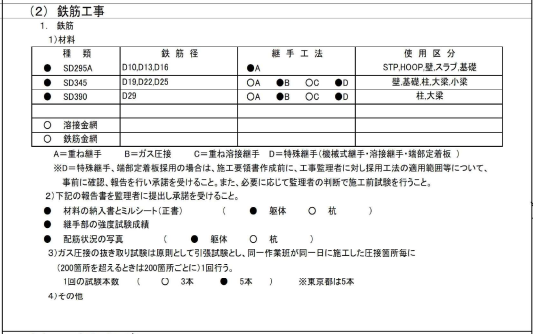 (2) 鉄筋工事
1. 鉄筋
1)材料
種 類 鉄 筋 径 継 手 工 法 使 用 区 分
● SD295A D10,D13,D16 ●A STP,HOOP,壁,スラブ,基礎
● SD345 D19,D22,D25 ○A ●B ○C ●D 壁,基礎,柱,大梁,小梁
● SD390 D29 ○A ●B ○C ●D 柱,大梁
○ 溶接金網
○ 鉄筋金網
A=重ね継手 B=ガス圧接 C=重ね溶接継手 D=特殊継手(機械式継手・溶接継手・端部定着板 )
※D=特殊継手、端部定着板採用の場合は、施工要領書作成前に、工事監理者に対し採用工法の適用範囲等について、
事前に確認、報告を行い承諾を受けること、また、必要に応じて監理者の判断で施工前試験を行うこと。
2)下記の報告書を監理者に提出し承諾を受けること。
● 材料の納入書とミルシート(正書) ( ● 躯体 ○ 杭 )
● 継手部の強度試験成績
● 配筋状況の写真 ( ● 躯体 ○ 杭 )
3)ガス圧接の抜き取り試験は原則として引張試験とし、同一作業班が同一日に施工した圧接箇所毎に
(200箇所を超えるときは200箇所ごとに)1回行う。
1回の試験本数 ( ○ 3本 ● 5本 ) ※東京都は5本
4)その他